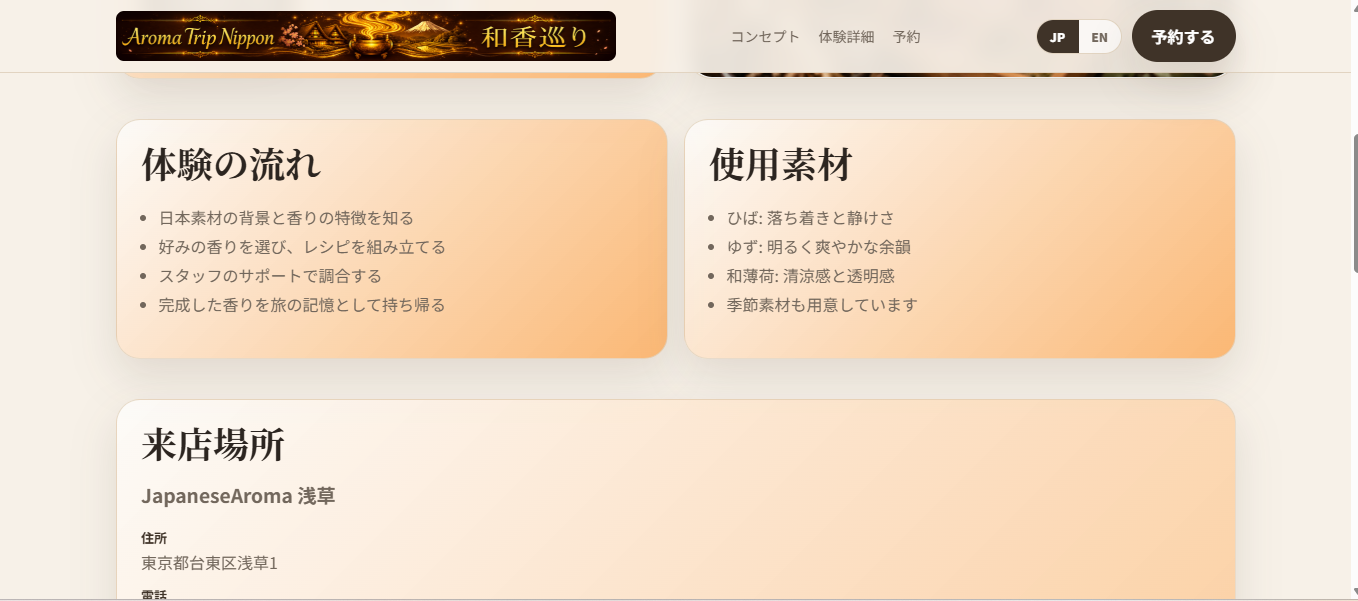 Aroma Trip Nippon 和香巡り
コンセプト 体験詳細 予約
JP EN
予約する
体験の流れ
日本素材の背景と香りの特徴を知る
好みの香りを選び、レシピを組み立てる
スタッフのサポートで調合する
完成した香りを旅の記憶として持ち帰る
使用素材
ひば: 落ち着きと静けさ
ゆず: 明るく爽やかな余韻
和薄荷: 清涼感と透明感
季節素材も用意しています
来店場所
JapaneseAroma 浅草
住所
東京都台東区浅草1
電話